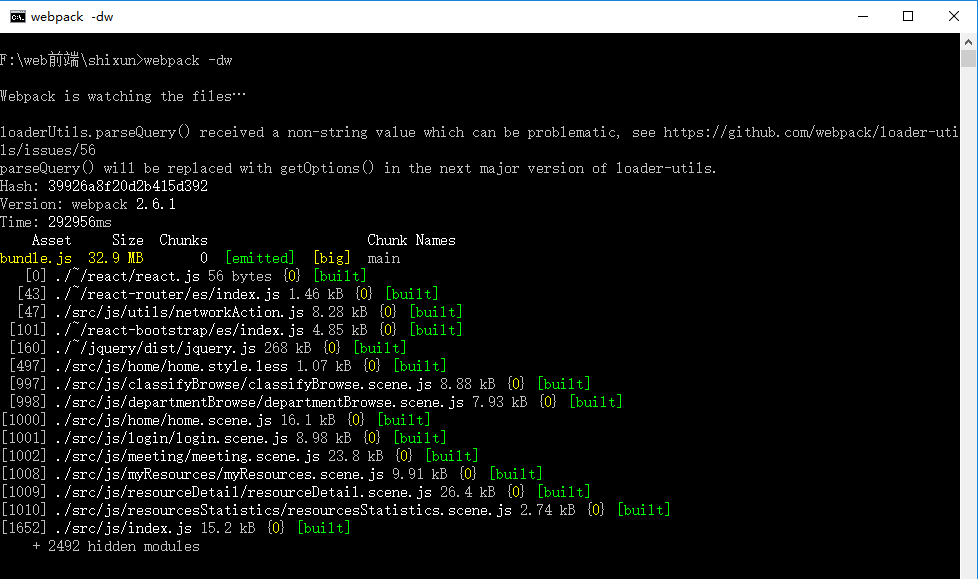 webpack -dw
F:\web前端\shixun>webpack -dw
Webpack is watching the files…
loaderUtils.parseQuery() received a non-string value which can be problematic, see https://github.com/webpack/loader-uti
ls/issues/56
parseQuery() will be replaced with getOptions() in the next major version of loader-utils.
Hash: 39926a8f20d2b415d392
Version: webpack 2.6.1
Time: 292956ms
Asset Size Chunks Chunk Names
bundle.js 32.9 MB 0 [emitted] [big] main
[0] ./~/react/react.js 56 bytes {0} [built]
[43] ./~/react-router/es/index.js 1.46 kB {0} [built]
[47] ./src/js/utils/networkAction.js 8.28 kB {0} [built]
[101] ./~/react-bootstrap/es/index.js 4.85 kB {0} [built]
[160] ./~/jquery/dist/jquery.js 268 kB {0} [built]
[497] ./src/js/home/home.style.less 1.07 kB {0} [built]
[997] ./src/js/classifyBrowse/classifyBrowse.scene.js 8.88 kB {0} [built]
[998] ./src/js/departmentBrowse/departmentBrowse.scene.js 7.93 kB {0} [built]
[1000] ./src/js/home/home.scene.js 16.1 kB {0} [built]
[1001] ./src/js/login/login.scene.js 8.98 kB {0} [built]
[1002] ./src/js/meeting/meeting.scene.js 23.8 kB {0} [built]
[1008] ./src/js/myResources/myResources.scene.js 9.91 kB {0} [built]
[1009] ./src/js/resourceDetail/resourceDetail.scene.js 26.4 kB {0} [built]
[1010] ./src/js/resourcesStatistics/resourcesStatistics.scene.js 2.74 kB {0} [built]
[1652] ./src/js/index.js 15.2 kB {0} [built]
+ 2492 hidden modules